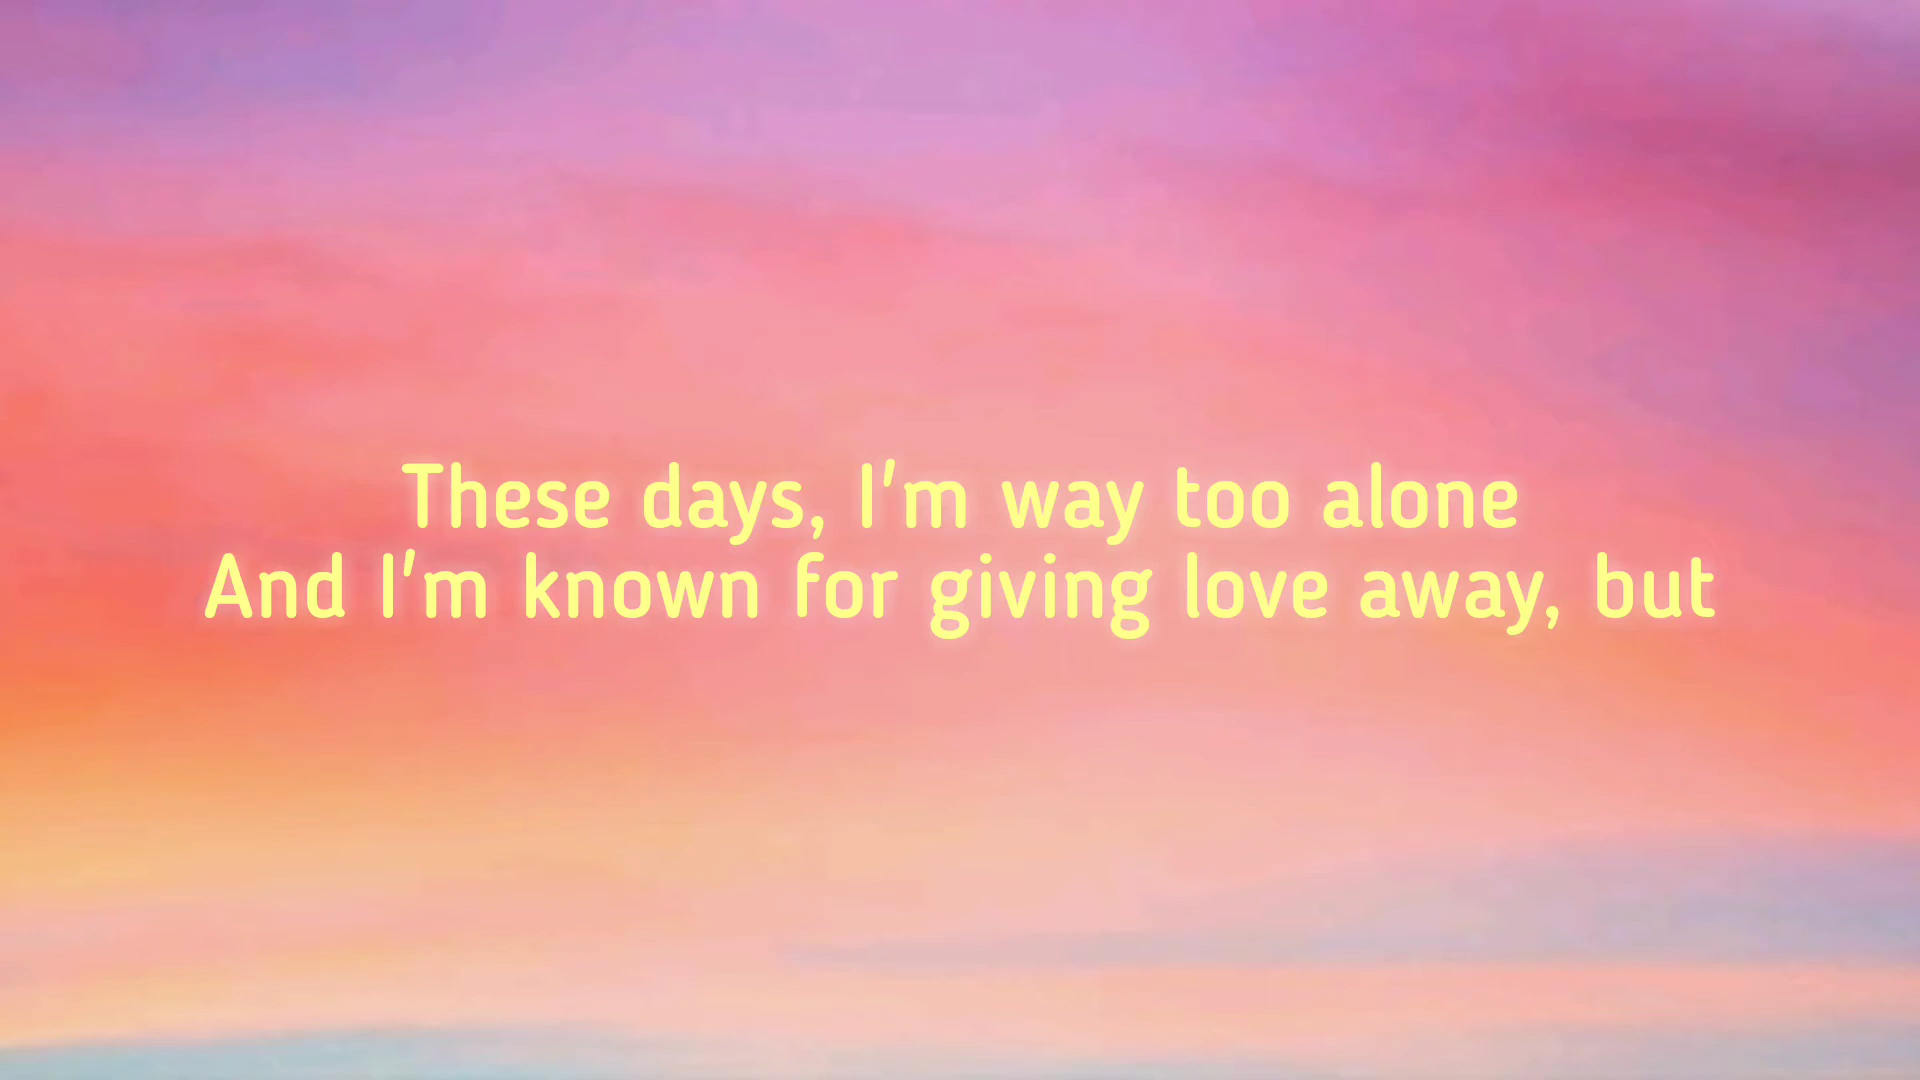 These days, I'm way too alone
And I'm known for giving love away, but